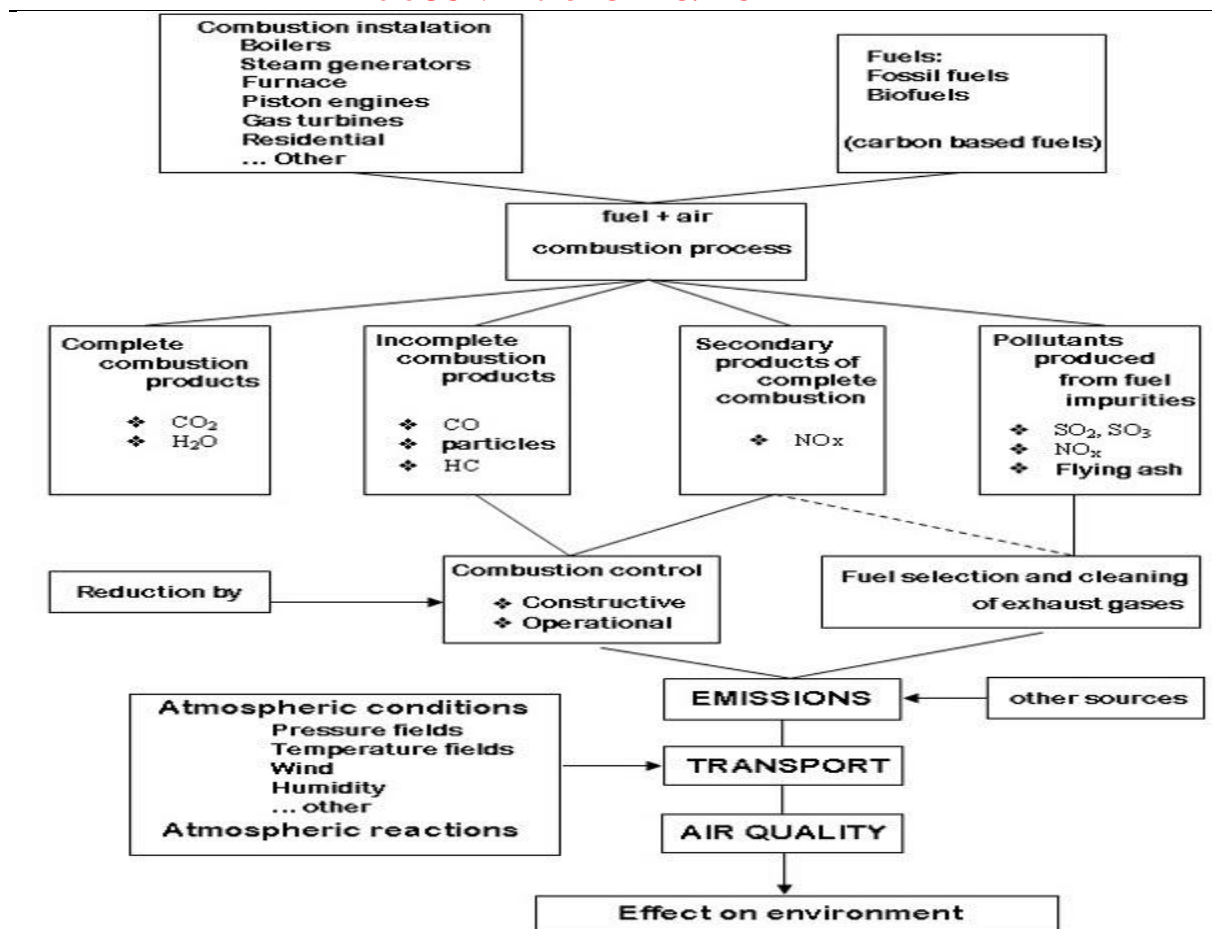 Combustion instalation
Boilers
Steam generators
Furnace
Piston engines
Gas turbines
Residential
... Other
Fuels:
Fossil fuels
Biofuels
(carbon based fuels)
fuel + air
combustion process
Complete
combustion
products
❖ CO₂
❖ H₂O
Incomplete
combustion
products
❖ CO
❖ particles
❖ HC
Secondary
products of
complete
combustion
❖ NOx
Pollutants
produced
from fuel
impurities
❖ SO₂, SO₃
❖ NOₓ
❖ Flying ash
Reduction by
Combustion control
❖ Constructive
❖ Operational
Fuel selection and cleaning
of exhaust gases
EMISSIONS
other sources
Atmospheric conditions
Pressure fields
Temperature fields
Wind
Humidity
... other
Atmospheric reactions
TRANSPORT
AIR QUALITY
Effect on environment